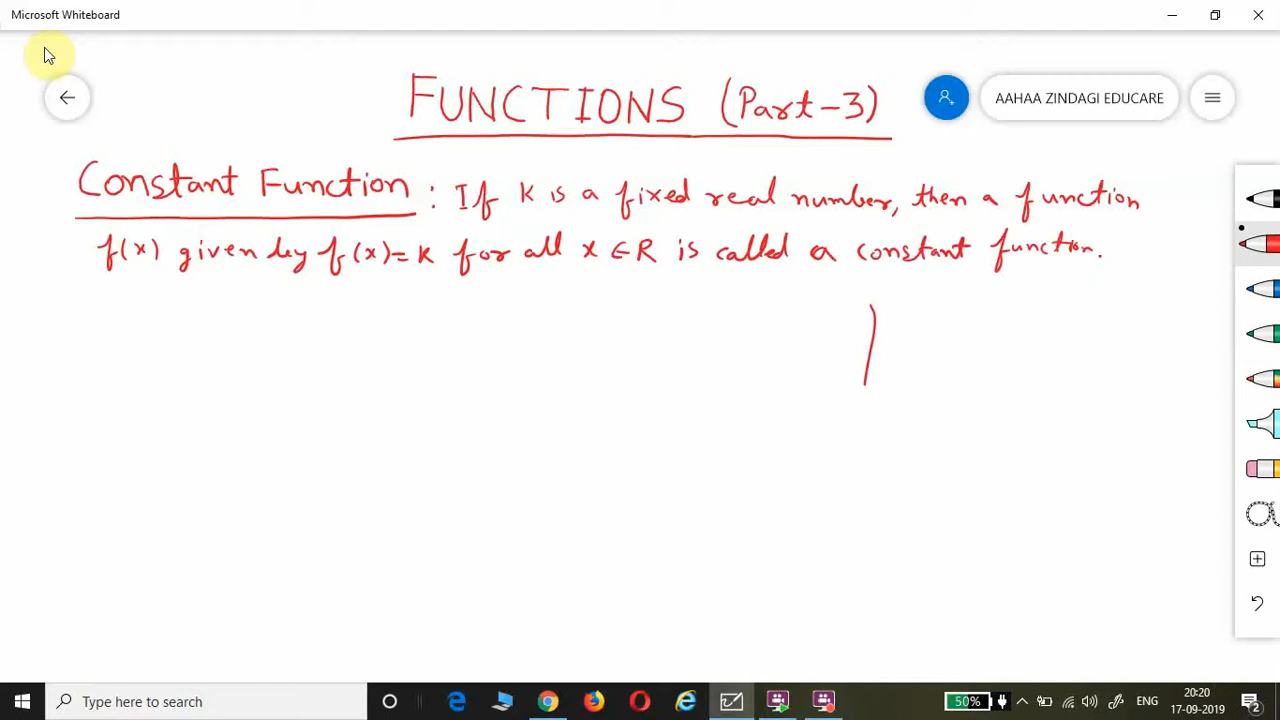 Microsoft Whiteboard
FUNCTIONS (Part-3)
AAHAA ZINDAGI EDUCARE
Constant Function : If K is a fixed real number, then a function
f(x) given by f(x)=K for all x ∈ R is called a constant function.
Type here to search
50%
ENG
20:20
17-09-2019
2